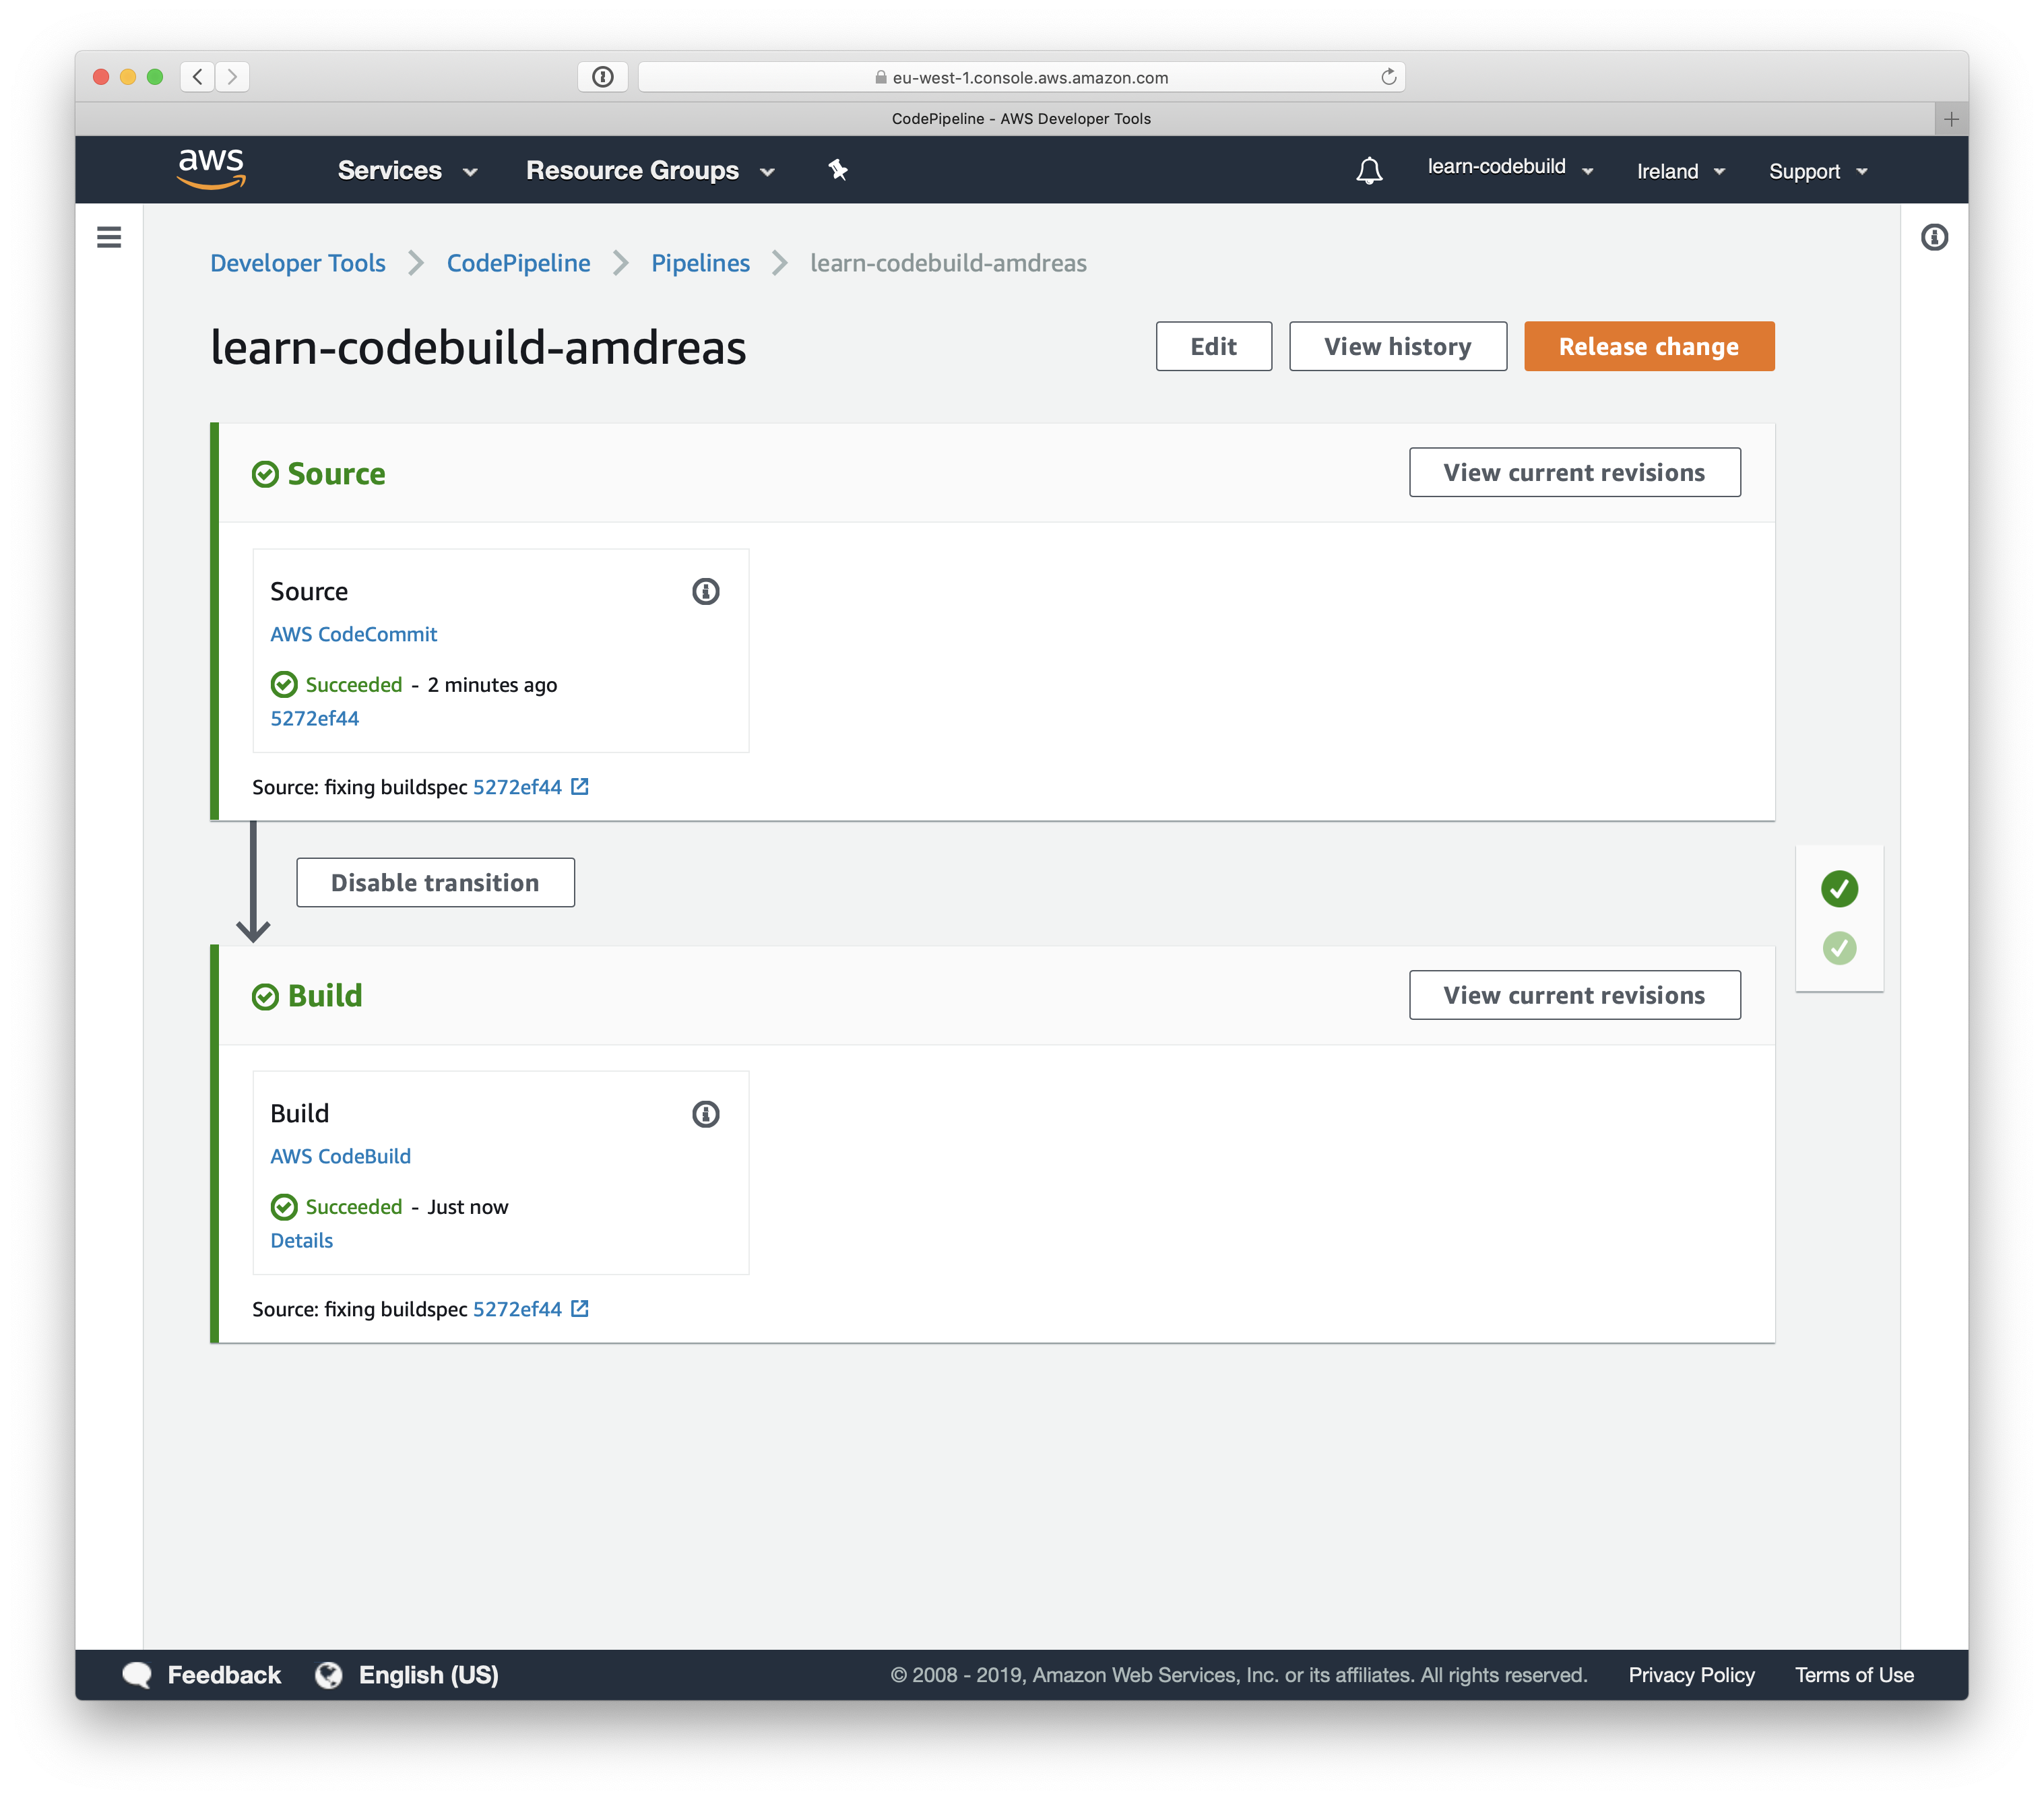 eu-west-1.console.aws.amazon.com
CodePipeline - AWS Developer Tools
aws Services Resource Groups learn-codebuild Ireland Support
Developer Tools CodePipeline Pipelines learn-codebuild-amdreas
learn-codebuild-amdreas Edit View history Release change
Source View current revisions
Source
AWS CodeCommit
Succeeded - 2 minutes ago
5272ef44
Source: fixing buildspec 5272ef44
Disable transition
Build View current revisions
Build
AWS CodeBuild
Succeeded - Just now
Details
Source: fixing buildspec 5272ef44
Feedback English (US) © 2008 - 2019, Amazon Web Services, Inc. or its affiliates. All rights reserved. Privacy Policy Terms of Use